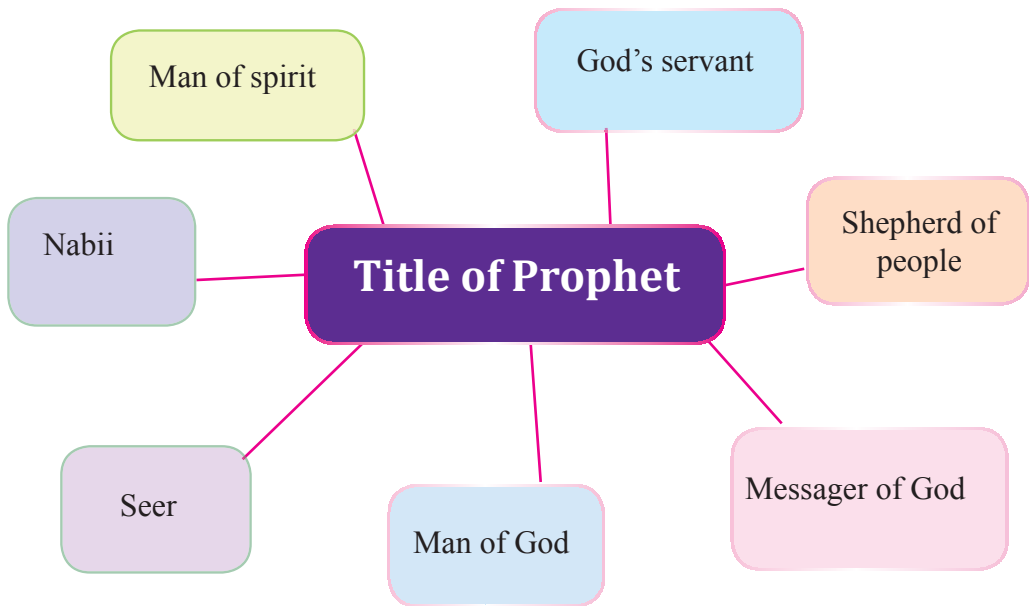 Man of spirit
God’s servant
Nabii
Title of Prophet
Shepherd of
people
Seer
Man of God
Messager of God